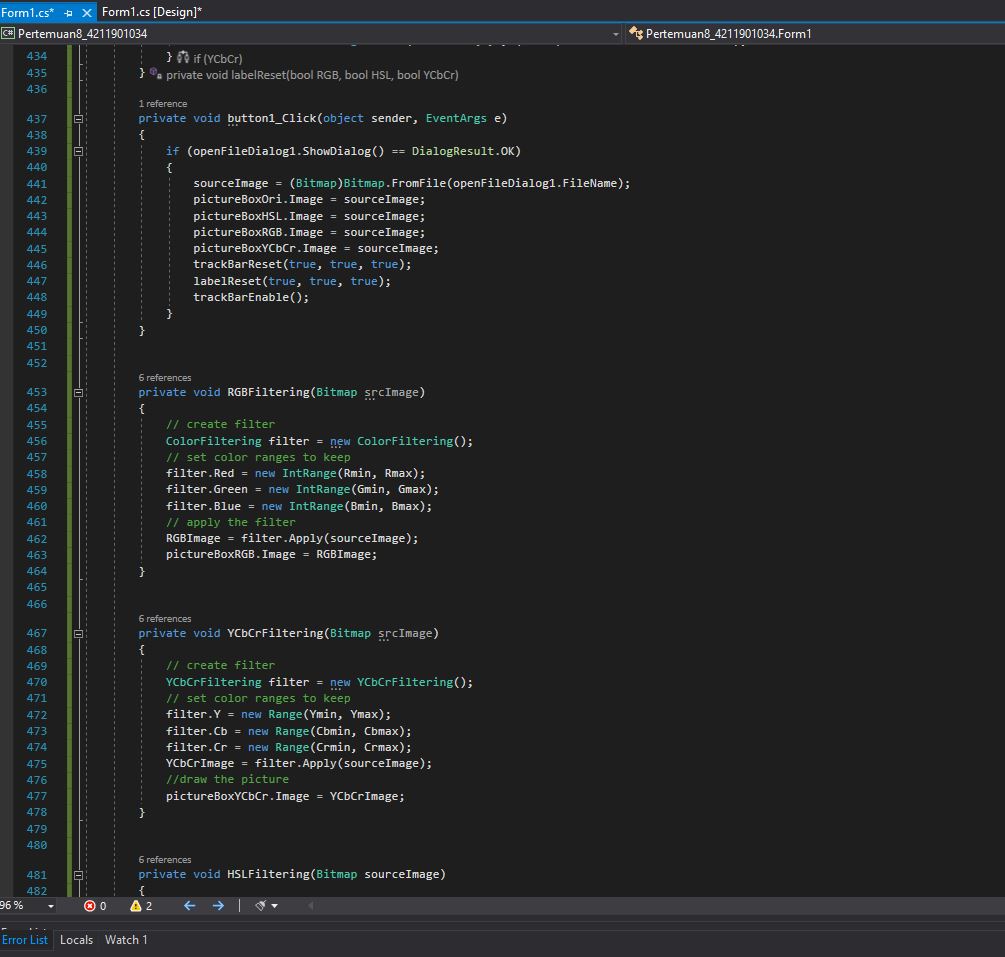 Form1.cs* Form1.cs [Design]*
C# Pertemuan8_4211901034 Pertemuan8_4211901034.Form1
434 } if (YCbCr)
435 } private void labelReset(bool RGB, bool HSL, bool YCbCr)
436
1 reference
437 private void button1_Click(object sender, EventArgs e)
438 {
439 if (openFileDialog1.ShowDialog() == DialogResult.OK)
440 {
441 sourceImage = (Bitmap)Bitmap.FromFile(openFileDialog1.FileName);
442 pictureBoxOri.Image = sourceImage;
443 pictureBoxHSL.Image = sourceImage;
444 pictureBoxRGB.Image = sourceImage;
445 pictureBoxYCbCr.Image = sourceImage;
446 trackBarReset(true, true, true);
447 labelReset(true, true, true);
448 trackBarEnable();
449 }
450 }
451
452
6 references
453 private void RGBFiltering(Bitmap srcImage)
454 {
455 // create filter
456 ColorFiltering filter = new ColorFiltering();
457 // set color ranges to keep
458 filter.Red = new IntRange(Rmin, Rmax);
459 filter.Green = new IntRange(Gmin, Gmax);
460 filter.Blue = new IntRange(Bmin, Bmax);
461 // apply the filter
462 RGBImage = filter.Apply(sourceImage);
463 pictureBoxRGB.Image = RGBImage;
464 }
465
466
6 references
467 private void YCbCrFiltering(Bitmap srcImage)
468 {
469 // create filter
470 YCbCrFiltering filter = new YCbCrFiltering();
471 // set color ranges to keep
472 filter.Y = new Range(Ymin, Ymax);
473 filter.Cb = new Range(Cbmin, Cbmax);
474 filter.Cr = new Range(Crmin, Crmax);
475 YCbCrImage = filter.Apply(sourceImage);
476 //draw the picture
477 pictureBoxYCbCr.Image = YCbCrImage;
478 }
479
480
6 references
481 private void HSLFiltering(Bitmap sourceImage)
482 {
96 % 0 2
Error List Locals Watch 1